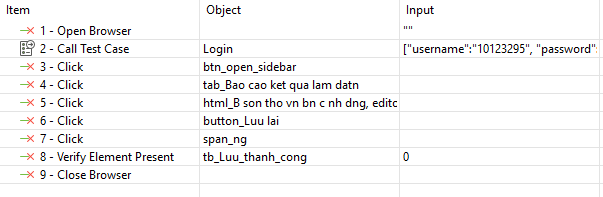 Item Object Input
1 - Open Browser ""
2 - Call Test Case Login ["username":"10123295", "password":
3 - Click btn_open_sidebar
4 - Click tab_Bao cao ket qua lam datn
5 - Click html_B son tho vn bn c nh dng, editc
6 - Click button_Luu lai
7 - Click span_ng
8 - Verify Element Present tb_Luu_thanh_cong 0
9 - Close Browser